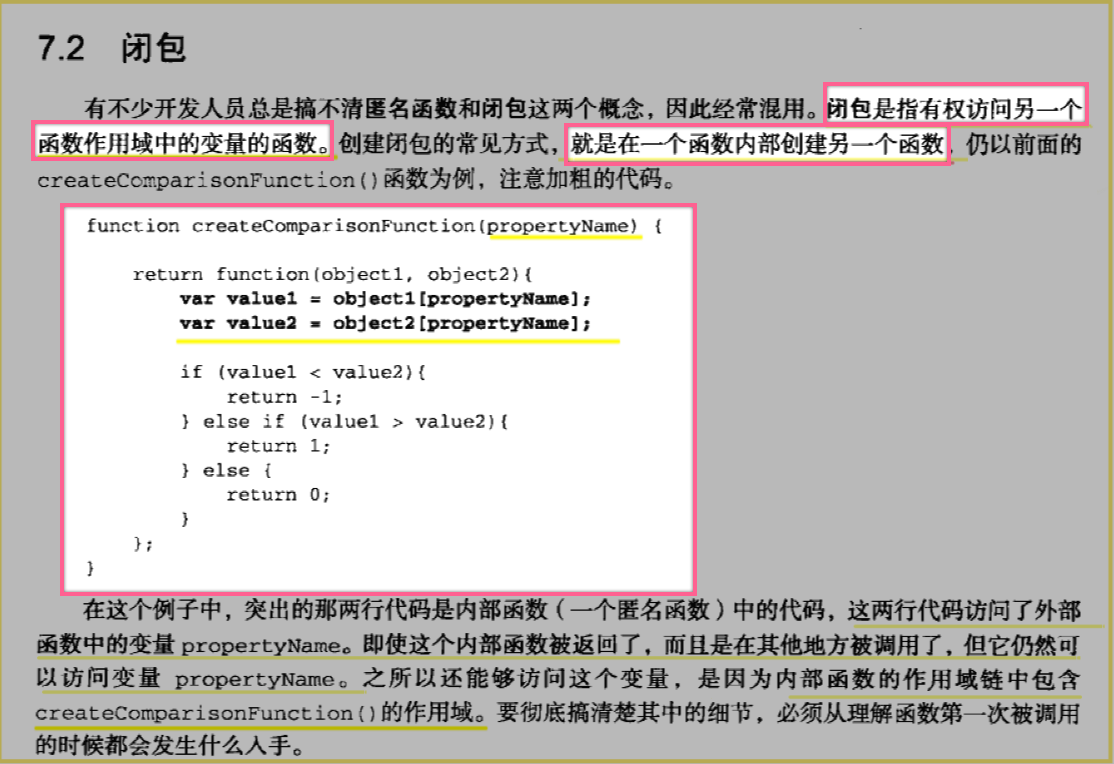 7.2 闭包
有不少开发人员总是搞不清匿名函数和闭包这两个概念，因此经常混用。闭包是指有权访问另一个
函数作用域中的变量的函数。创建闭包的常见方式，就是在一个函数内部创建另一个函数，仍以前面的
createComparisonFunction()函数为例，注意加粗的代码。
function createComparisonFunction(propertyName) {
return function(object1, object2){
var value1 = object1[propertyName];
var value2 = object2[propertyName];
if (value1 < value2){
return -1;
} else if (value1 > value2){
return 1;
} else {
return 0;
}
};
}
在这个例子中，突出的那两行代码是内部函数（一个匿名函数）中的代码，这两行代码访问了外部
函数中的变量 propertyName。即使这个内部函数被返回了，而且是在其他地方被调用了，但它仍然可
以访问变量 propertyName。之所以还能够访问这个变量，是因为内部函数的作用域链中包含
createComparisonFunction()的作用域。要彻底搞清楚其中的细节，必须从理解函数第一次被调用
的时候都会发生什么入手。